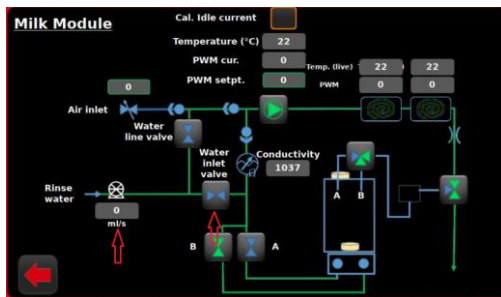 Milk Module
Cal. Idle current
Temperature (°C) 22
PWM cur. 0
PWM setpt. 0
Temp. (live) 22 22
PWM 0 0
0
Air inlet
Water
line valve
Water
inlet
valve
Conductivity
1037
Rinse
water
0
ml/s
A B
B A